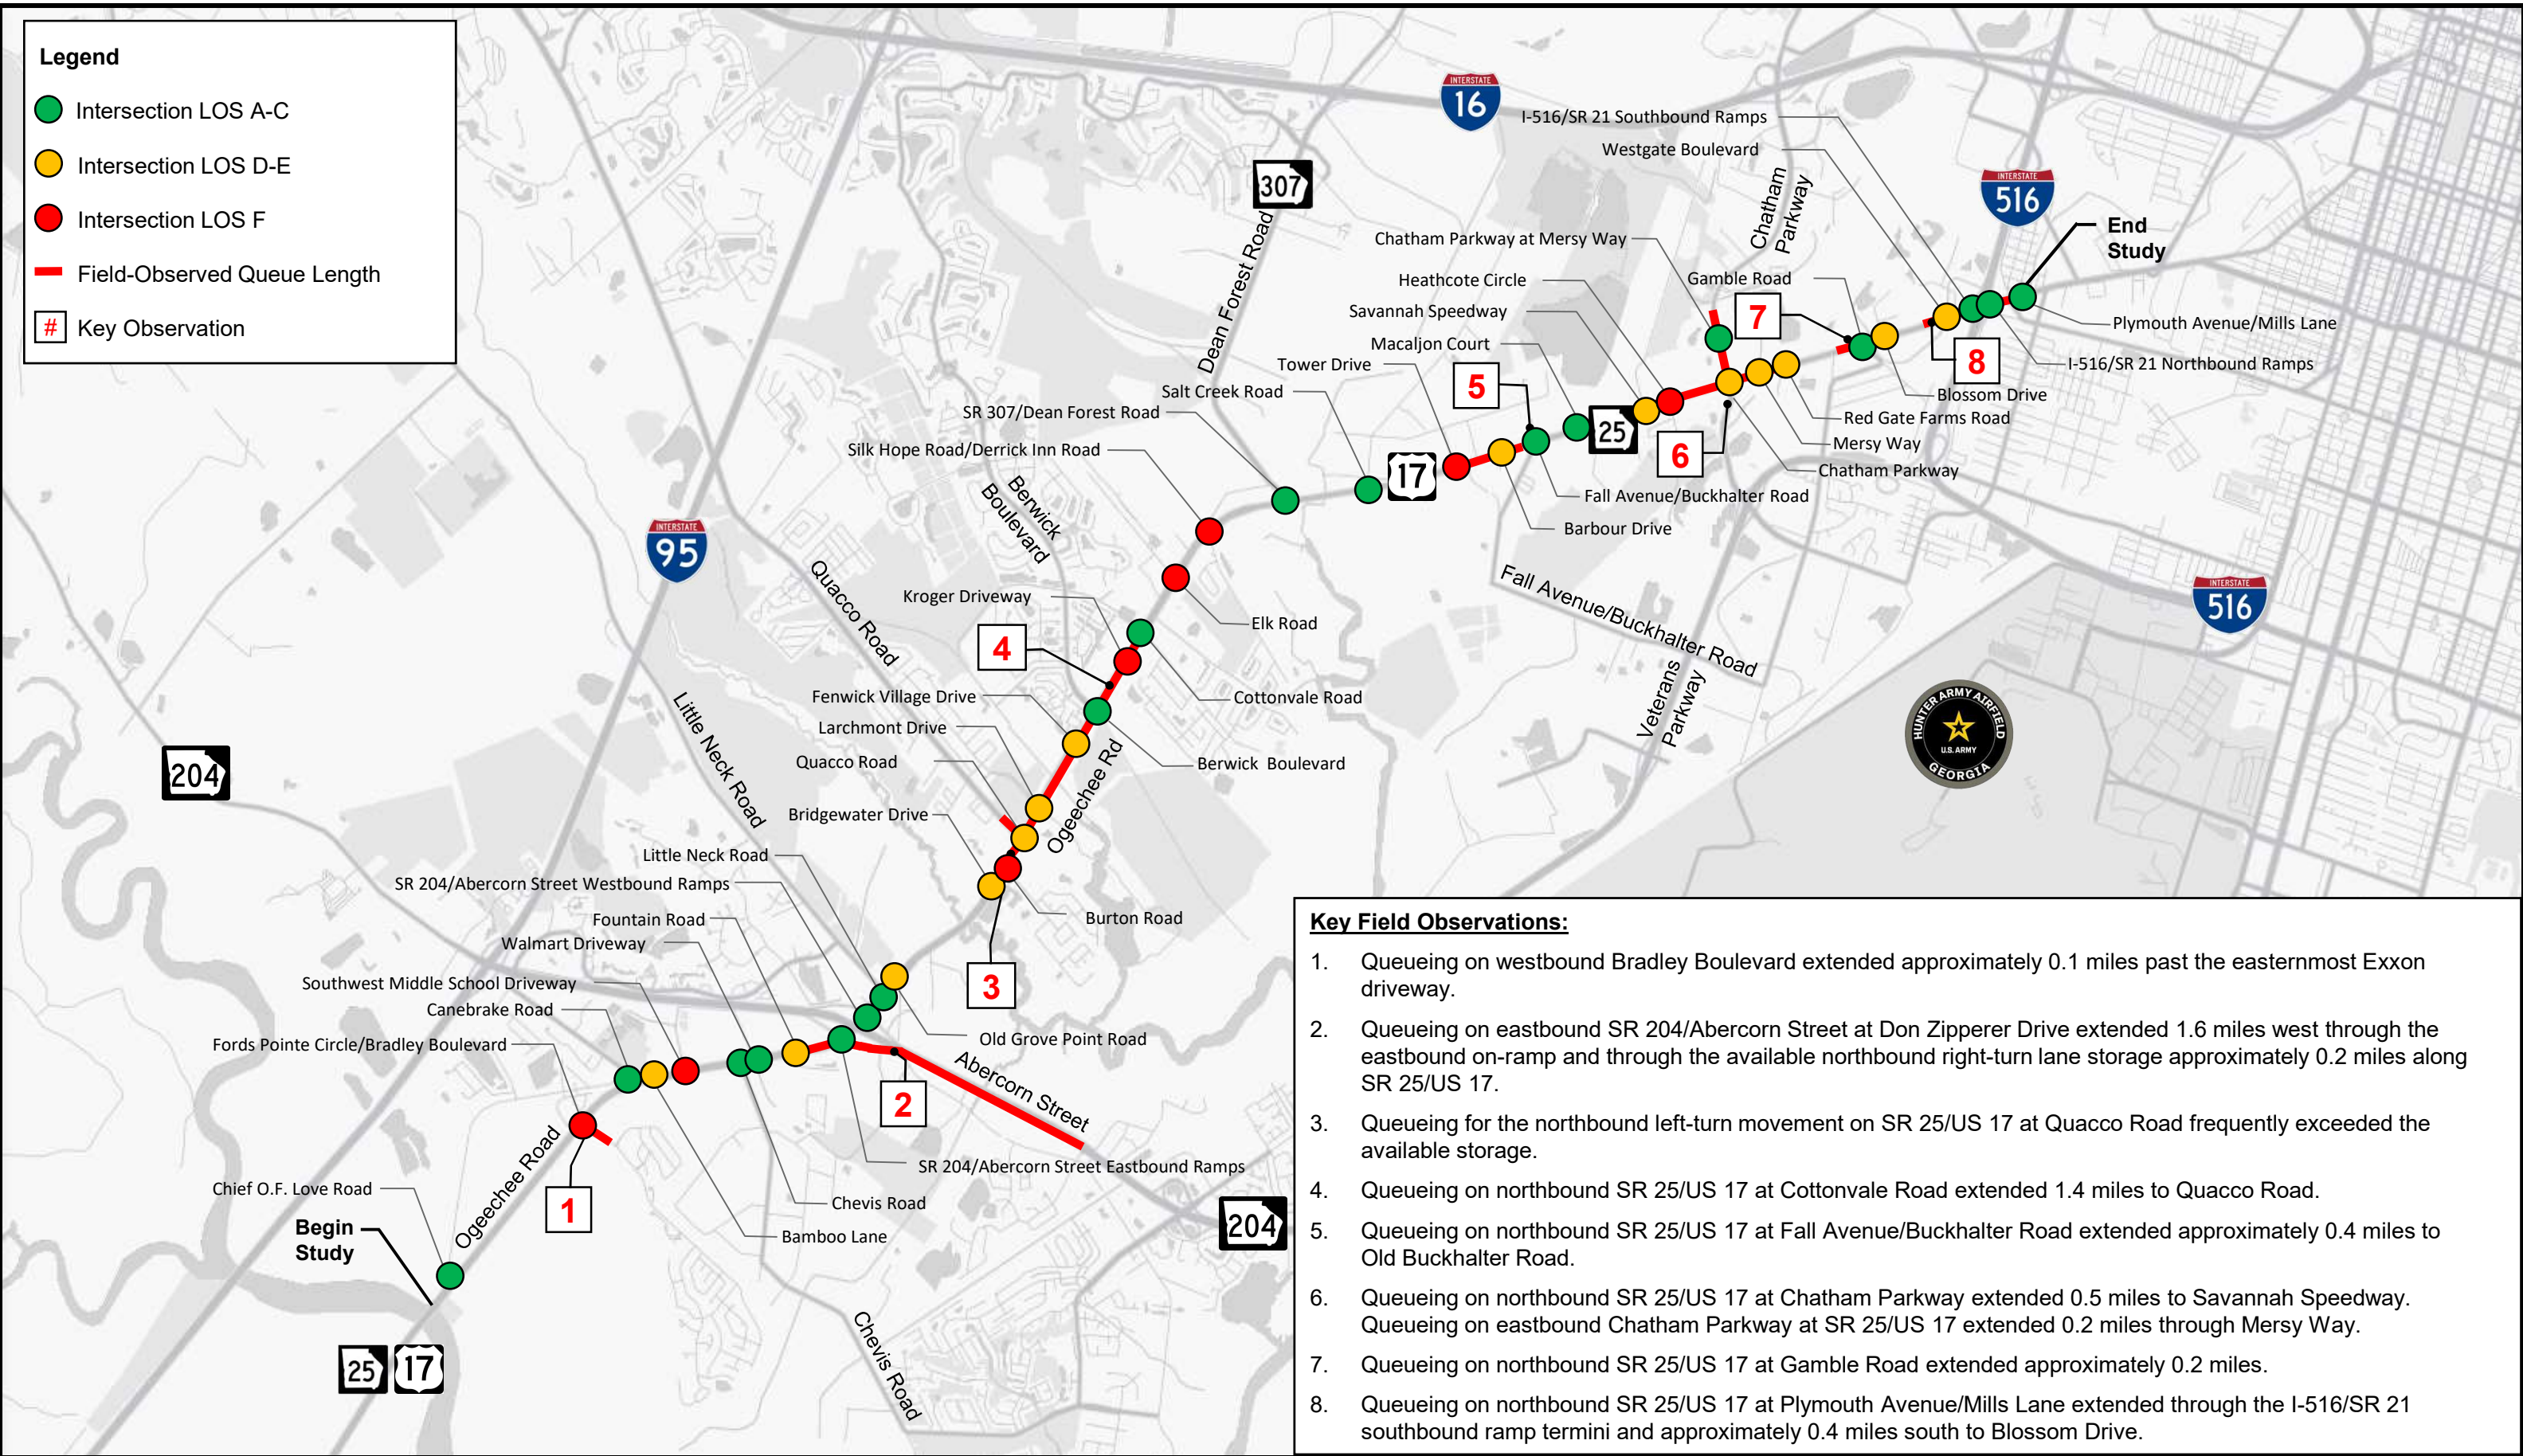 Legend
Intersection LOS A-C
Intersection LOS D-E
Intersection LOS F
Field-Observed Queue Length
# Key Observation
INTERSTATE
16
I-516/SR 21 Southbound Ramps
Westgate Boulevard
Chatham
Parkway
307
INTERSTATE
516
End
Study
Dean Forest Road
Chatham Parkway at Mersy Way
Heathcote Circle
Gamble Road
Savannah Speedway
7
Plymouth Avenue/Mills Lane
Macaljon Court
Tower Drive
8
I-516/SR 21 Northbound Ramps
5
Salt Creek Road
Blossom Drive
SR 307/Dean Forest Road
Red Gate Farms Road
25
Silk Hope Road/Derrick Inn Road
Mersy Way
6
17
Chatham Parkway
Berwick
Boulevard
Fall Avenue/Buckhalter Road
Barbour Drive
INTERSTATE
95
Quacco Road
Fall Avenue/Buckhalter Road
INTERSTATE
516
Kroger Driveway
Elk Road
4
Veterans
Parkway
Fenwick Village Drive
Cottonvale Road
Little Neck Road
HUNTER ARMY AIRFIELD
U.S. ARMY
GEORGIA
Larchmont Drive
Quacco Road
Berwick Boulevard
204
Ogeechee Rd
Bridgewater Drive
Little Neck Road
SR 204/Abercorn Street Westbound Ramps
Burton Road
Fountain Road
Walmart Driveway
3
Southwest Middle School Driveway
Canebrake Road
Old Grove Point Road
Fords Pointe Circle/Bradley Boulevard
Abercorn Street
2
SR 204/Abercorn Street Eastbound Ramps
Ogeechee Road
Chief O.F. Love Road
1
Chevis Road
204
Begin
Study
Bamboo Lane
Chevis Road
25
17
Key Field Observations:
1. Queueing on westbound Bradley Boulevard extended approximately 0.1 miles past the easternmost Exxon
driveway.
2. Queueing on eastbound SR 204/Abercorn Street at Don Zipperer Drive extended 1.6 miles west through the
eastbound on-ramp and through the available northbound right-turn lane storage approximately 0.2 miles along
SR 25/US 17.
3. Queueing for the northbound left-turn movement on SR 25/US 17 at Quacco Road frequently exceeded the
available storage.
4. Queueing on northbound SR 25/US 17 at Cottonvale Road extended 1.4 miles to Quacco Road.
5. Queueing on northbound SR 25/US 17 at Fall Avenue/Buckhalter Road extended approximately 0.4 miles to
Old Buckhalter Road.
6. Queueing on northbound SR 25/US 17 at Chatham Parkway extended 0.5 miles to Savannah Speedway.
Queueing on eastbound Chatham Parkway at SR 25/US 17 extended 0.2 miles through Mersy Way.
7. Queueing on northbound SR 25/US 17 at Gamble Road extended approximately 0.2 miles.
8. Queueing on northbound SR 25/US 17 at Plymouth Avenue/Mills Lane extended through the I-516/SR 21
southbound ramp termini and approximately 0.4 miles south to Blossom Drive.